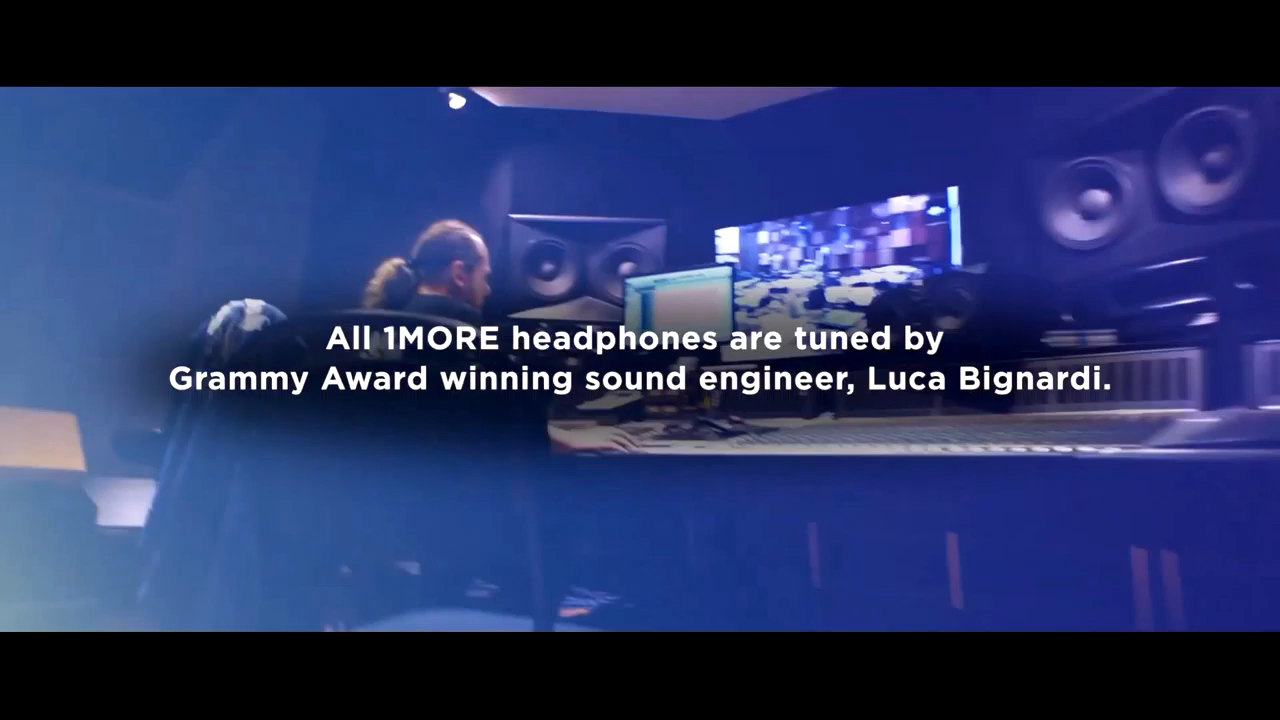 All 1MORE headphones are tuned by
Grammy Award winning sound engineer, Luca Bignardi.